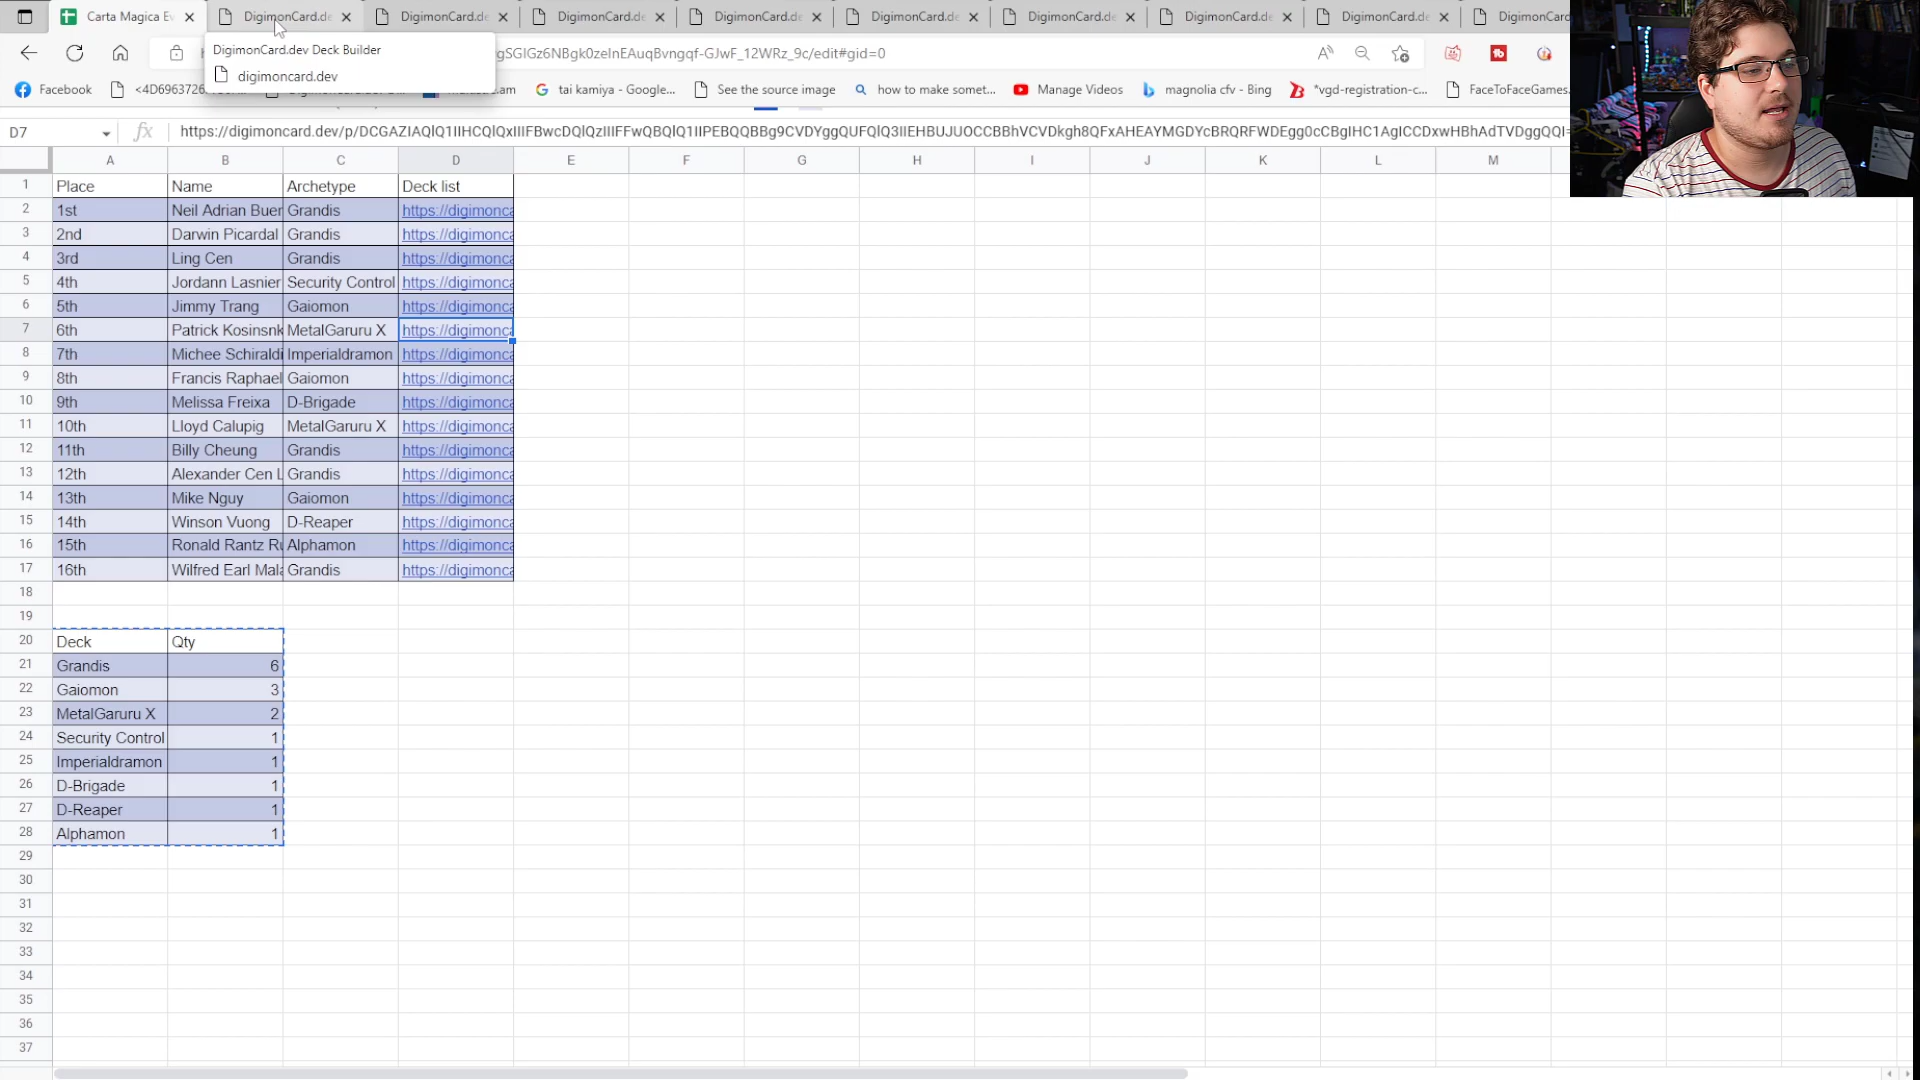 Carta Magica Ev
DigimonCard.de
DigimonCard.de
DigimonCard.de
DigimonCard.de
DigimonCard.de
DigimonCard.de
DigimonCard.de
DigimonCard.de
DigimonCard
DigimonCard.dev Deck Builder
digimoncard.dev
/edit#gid=0
Facebook
See the source image
tai kamiya - Google...
how to make somet...
Manage Videos
magnolia cfv - Bing
*vgd-registration-c...
FaceToFaceGames.
D7
fx
A B C D E F G H I J K L M
1 Place Name Archetype Deck list
2 1st Neil Adrian Buer Grandis https://digimonca
3 2nd Darwin Picardal Grandis https://digimonca
4 3rd Ling Cen Grandis https://digimonca
5 4th Jordann Lasnier Security Control https://digimonca
6 5th Jimmy Trang Gaiomon https://digimonca
7 6th Patrick Kosinsnk MetalGaruru X https://digimonca
8 7th Michee Schiraldi Imperialdramon https://digimonca
9 8th Francis Raphael Gaiomon https://digimonca
10 9th Melissa Freixa D-Brigade https://digimonca
11 10th Lloyd Calupig MetalGaruru X https://digimonca
12 11th Billy Cheung Grandis https://digimonca
13 12th Alexander Cen L Grandis https://digimonca
14 13th Mike Nguy Gaiomon https://digimonca
15 14th Winson Vuong D-Reaper https://digimonca
16 15th Ronald Rantz Ru Alphamon https://digimonca
17 16th Wilfred Earl Mala Grandis https://digimonca
18
19
20 Deck Qty
21 Grandis 6
22 Gaiomon 3
23 MetalGaruru X 2
24 Security Control 1
25 Imperialdramon 1
26 D-Brigade 1
27 D-Reaper 1
28 Alphamon 1
29
30
31
32
33
34
35
36
37